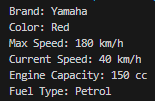 Brand: Yamaha
Color: Red
Max Speed: 180 km/h
Current Speed: 40 km/h
Engine Capacity: 150 cc
Fuel Type: Petrol